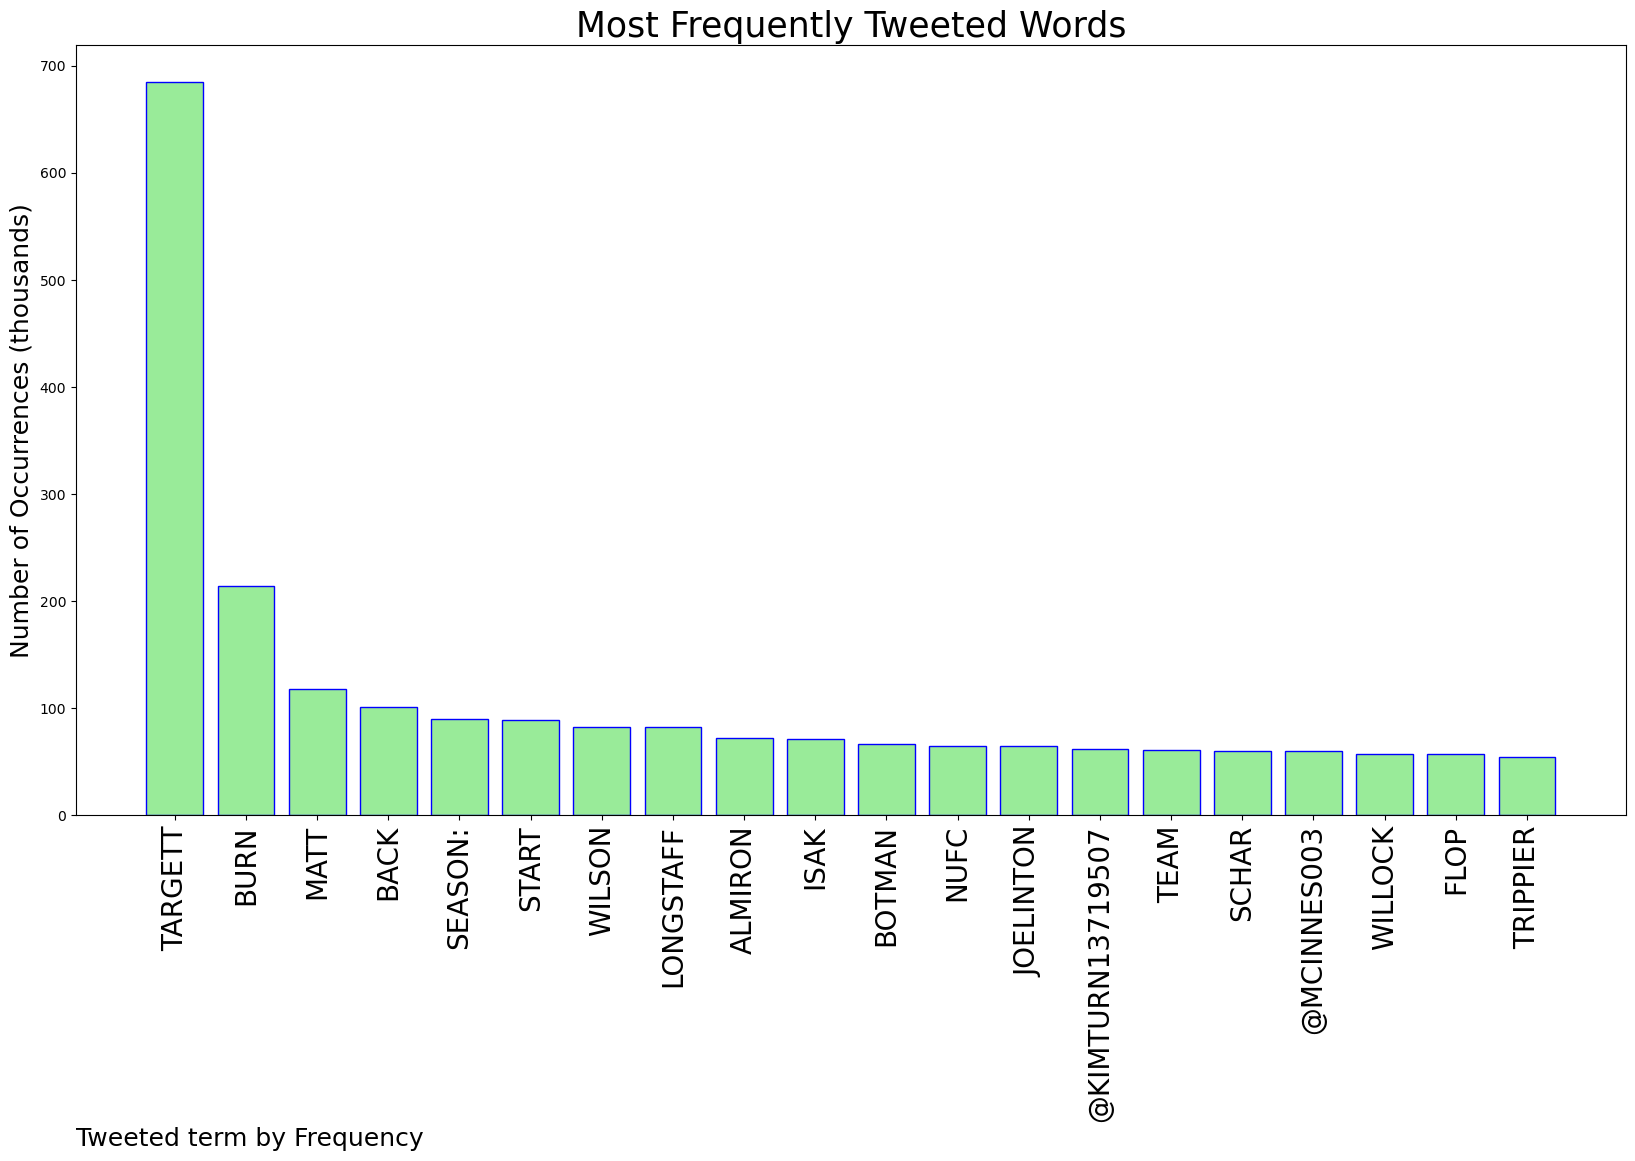 Most Frequently Tweeted Words
Number of Occurrences (thousands)
700
600
500
400
300
200
100
0
TARGETT
BURN
MATT
BACK
SEASON:
START
WILSON
LONGSTAFF
ALMIRON
ISAK
BOTMAN
NUFC
JOELINTON
@KIMTURN13719507
TEAM
SCHAR
@MCINNES003
WILLOCK
FLOP
TRIPPIER
Tweeted term by Frequency